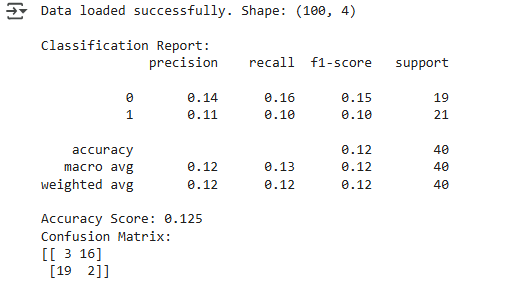 Data loaded successfully. Shape: (100, 4)
Classification Report:
precision recall f1-score support
0 0.14 0.16 0.15 19
1 0.11 0.10 0.10 21
accuracy 0.12 40
macro avg 0.12 0.13 0.12 40
weighted avg 0.12 0.12 0.12 40
Accuracy Score: 0.125
Confusion Matrix:
[[ 3 16]
[19 2]]